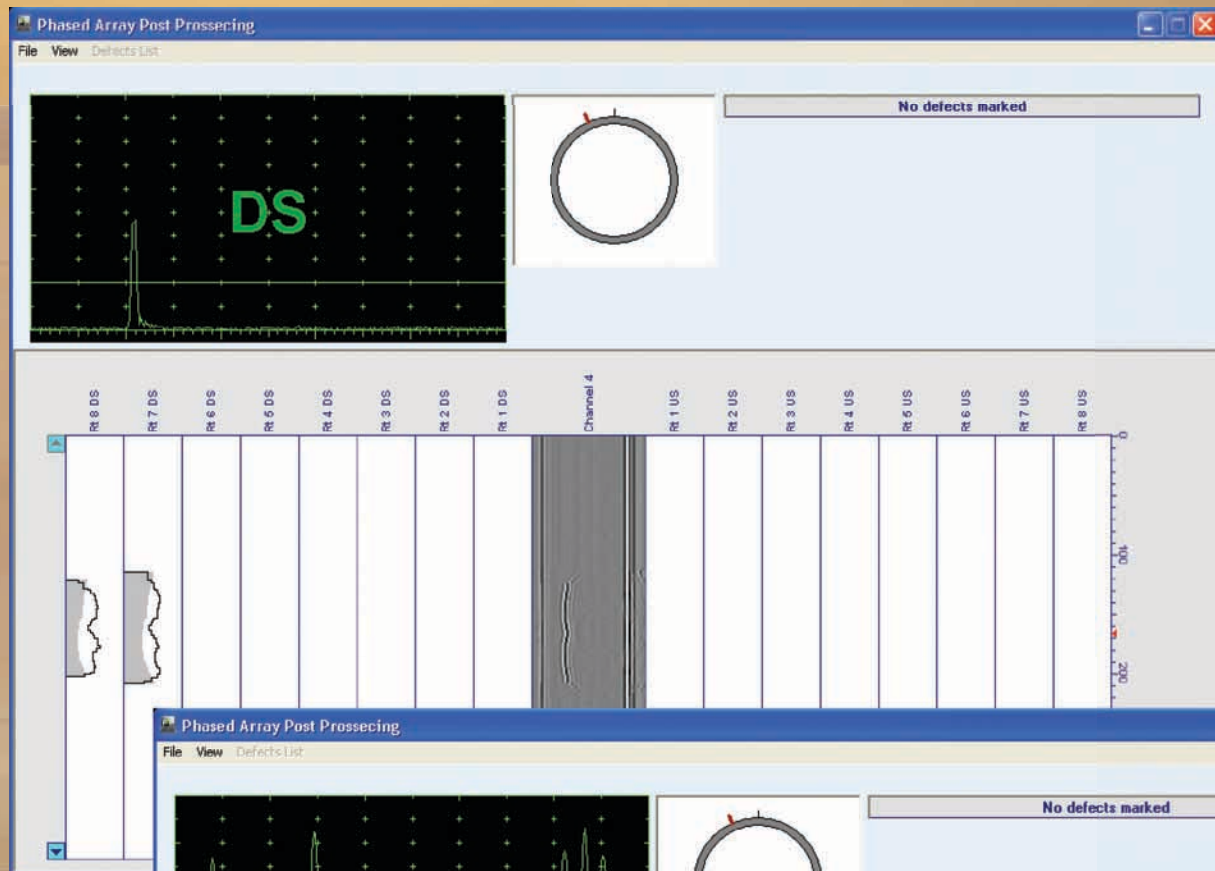 Phased Array Post Prossecing
File View Defects List
No defects marked
DS
Rt 8 DS
Rt 7 DS
Rt 6 DS
Rt 5 DS
Rt 4 DS
Rt 3 DS
Rt 2 DS
Rt 1 DS
Channel 4
Rt 1 US
Rt 2 US
Rt 3 US
Rt 4 US
Rt 5 US
Rt 6 US
Rt 7 US
Rt 8 US
0
100
200
Phased Array Post Prossecing
File View Defects List
No defects marked